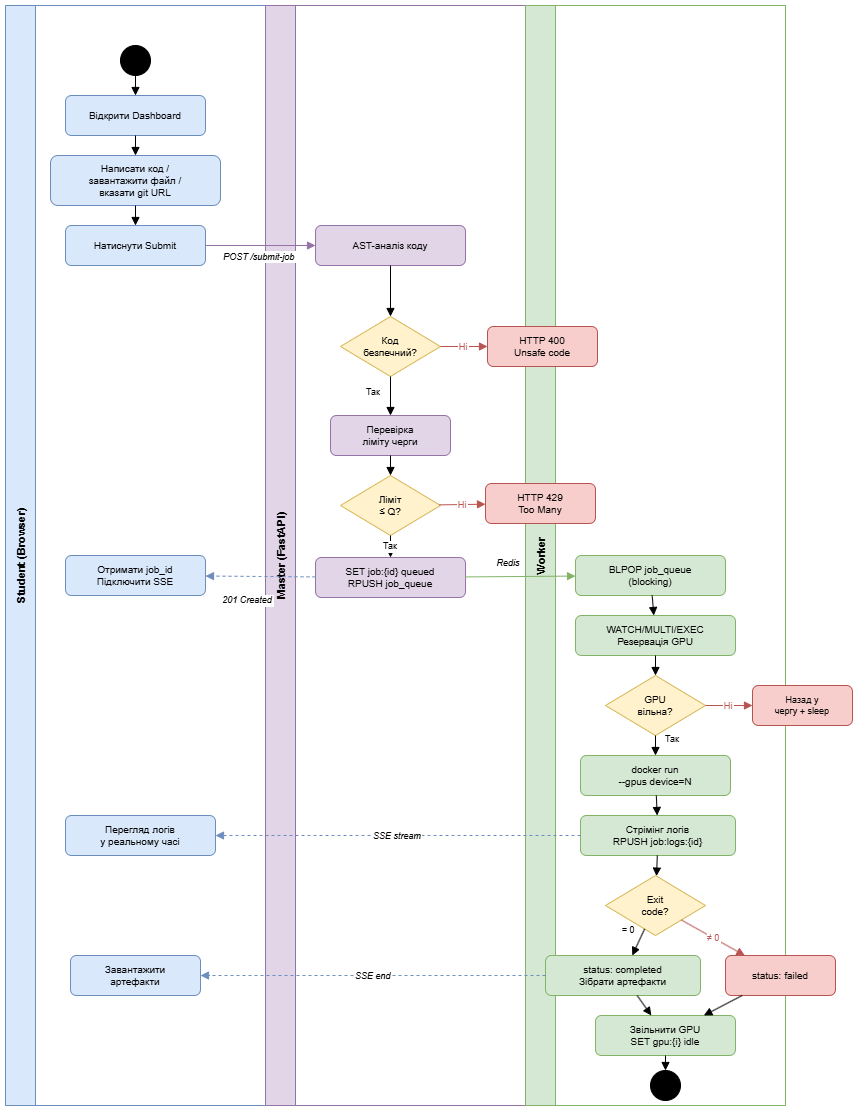 Student (Browser)
Master (FastAPI)
Worker
Відкрити Dashboard
Написати код /
завантажити файл /
вказати git URL
Натиснути Submit
POST /submit-job
AST-аналіз коду
Код
безпечний?
Ні
HTTP 400
Unsafe code
Так
Перевірка
ліміту черги
Ліміт
≤ Q?
Ні
HTTP 429
Too Many
Так
SET job:{id} queued
RPUSH job_queue
201 Created
Отримати job_id
Підключити SSE
Redis
BLPOP job_queue
(blocking)
WATCH/MULTI/EXEC
Резервація GPU
GPU
вільна?
Ні
Назад у
чергу + sleep
Так
docker run
--gpus device=N
Стрімінг логів
RPUSH job:logs:{id}
SSE stream
Перегляд логів
у реальному часі
Exit
code?
= 0
≠ 0
status: completed
Зібрати артефакти
status: failed
SSE end
Завантажити
артефакти
Звільнити GPU
SET gpu:{i} idle